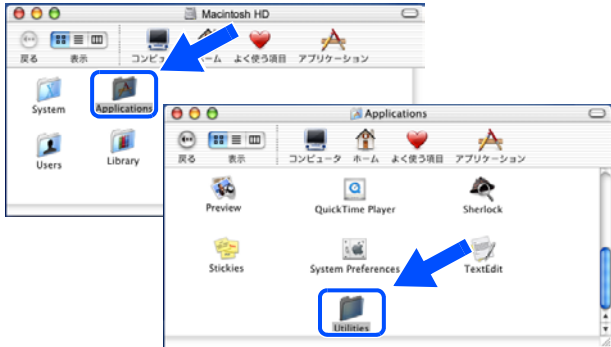 Macintosh HD
戻る 表示 コンピュ ーム よく使う項目 アプリケーション
System Applications
Users Library
Applications
戻る 表示 コンピュータ ホーム よく使う項目 アプリケーション
Preview QuickTime Player Sherlock
Stickies System Preferences TextEdit
Utilities